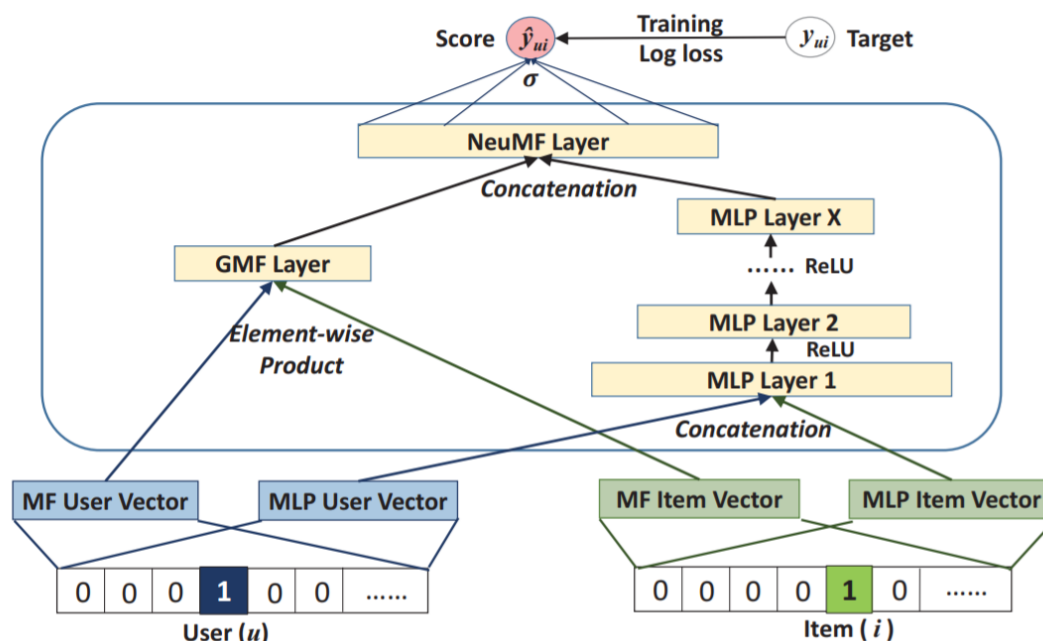 Score ŷui Training yui Target
Log loss
σ
NeuMF Layer
Concatenation
MLP Layer X
GMF Layer
...... ReLU
Element-wise
Product
MLP Layer 2
ReLU
MLP Layer 1
Concatenation
MF User Vector MLP User Vector MF Item Vector MLP Item Vector
0 0 0 1 0 0 ...... 0 0 0 0 1 0 ......
User (u) Item ( i )